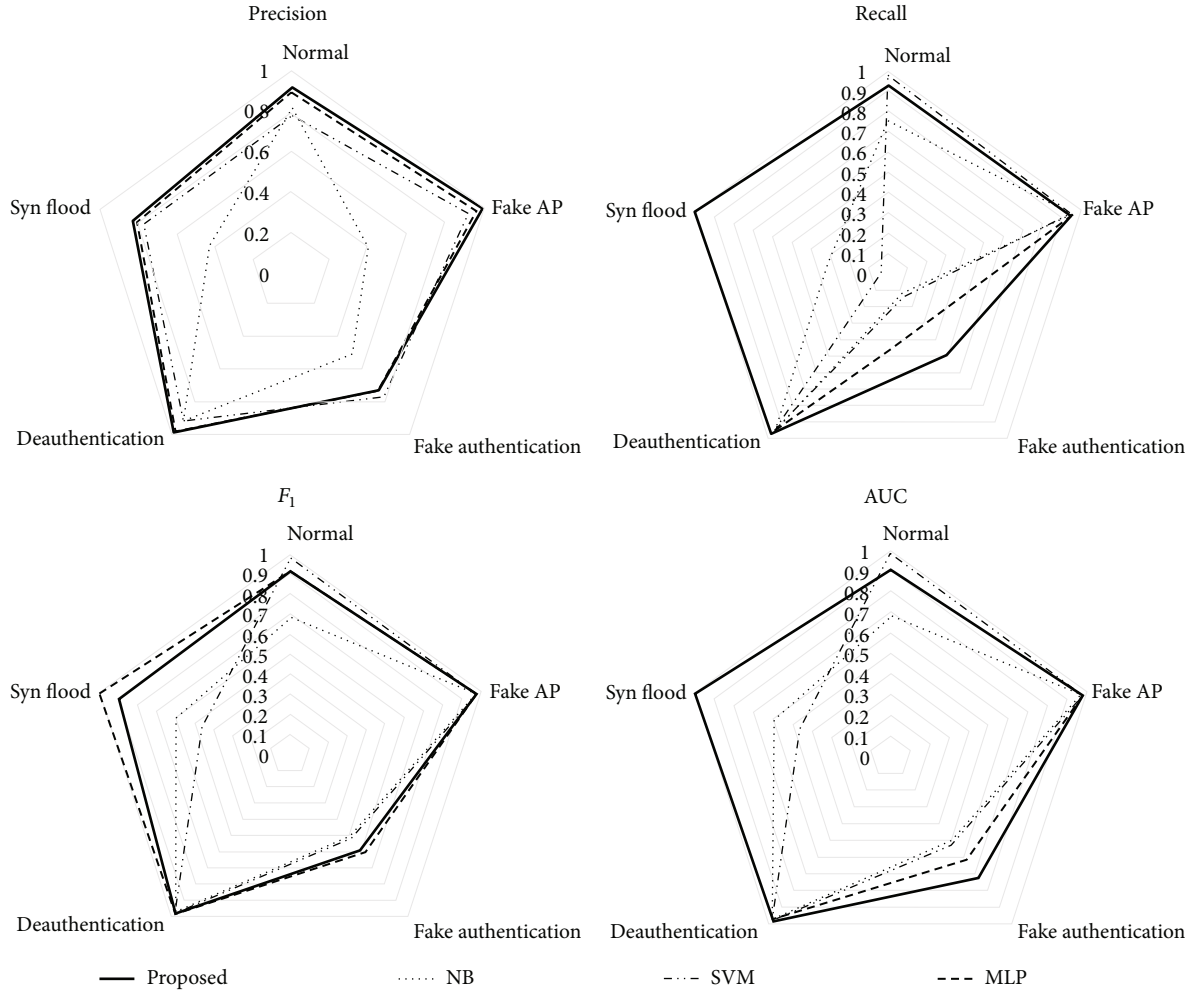 Precision
Normal
1
0.8
0.6
0.4
0.2
0
Syn flood
Fake AP
Deauthentication
Fake authentication
Recall
Normal
1
0.9
0.8
0.7
0.6
0.5
0.4
0.3
0.2
0.1
0
Syn flood
Fake AP
Deauthentication
Fake authentication
F1
Normal
1
0.9
0.8
0.7
0.6
0.5
0.4
0.3
0.2
0.1
0
Syn flood
Fake AP
Deauthentication
Fake authentication
AUC
Normal
1
0.9
0.8
0.7
0.6
0.5
0.4
0.3
0.2
0.1
0
Syn flood
Fake AP
Deauthentication
Fake authentication
Proposed NB SVM MLP